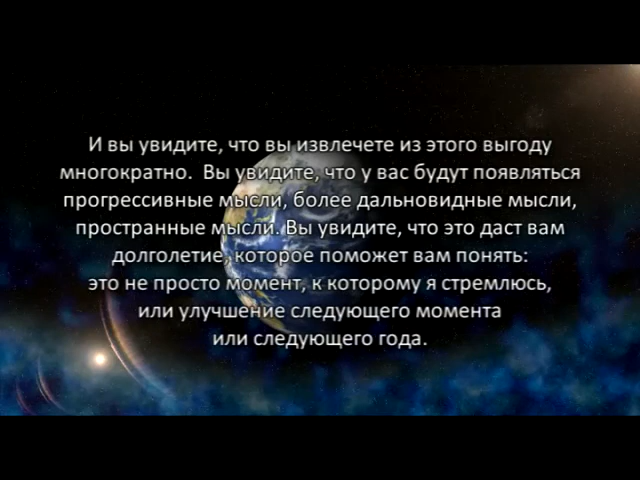 И вы увидите, что вы извлечете из этого выгоду
многократно.  Вы увидите, что у вас будут появляться
прогрессивные мысли, более дальновидные мысли,
пространные мысли. Вы увидите, что это даст вам
долголетие, которое поможет вам понять:
это не просто момент, к которому я стремлюсь,
или улучшение следующего момента
или следующего года.